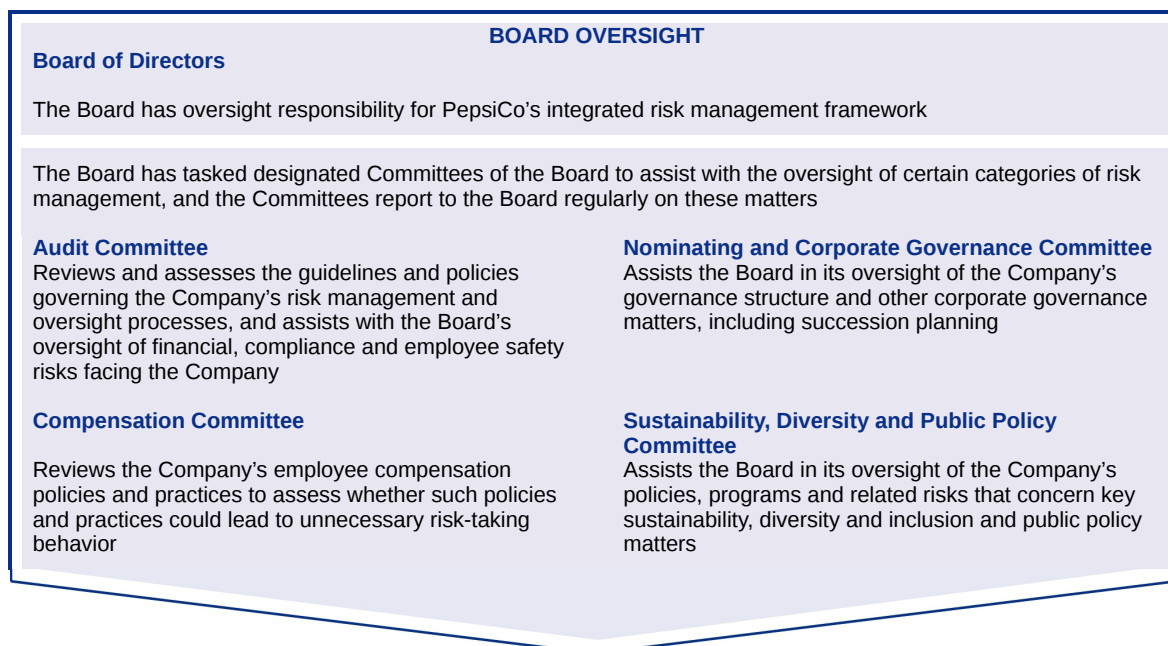 BOARD OVERSIGHT
Board of Directors
The Board has oversight responsibility for PepsiCo’s integrated risk management framework
The Board has tasked designated Committees of the Board to assist with the oversight of certain categories of risk
management, and the Committees report to the Board regularly on these matters
Audit Committee
Reviews and assesses the guidelines and policies
governing the Company’s risk management and
oversight processes, and assists with the Board’s
oversight of financial, compliance and employee safety
risks facing the Company
Nominating and Corporate Governance Committee
Assists the Board in its oversight of the Company’s
governance structure and other corporate governance
matters, including succession planning
Compensation Committee
Reviews the Company’s employee compensation
policies and practices to assess whether such policies
and practices could lead to unnecessary risk-taking
behavior
Sustainability, Diversity and Public Policy
Committee
Assists the Board in its oversight of the Company’s
policies, programs and related risks that concern key
sustainability, diversity and inclusion and public policy
matters